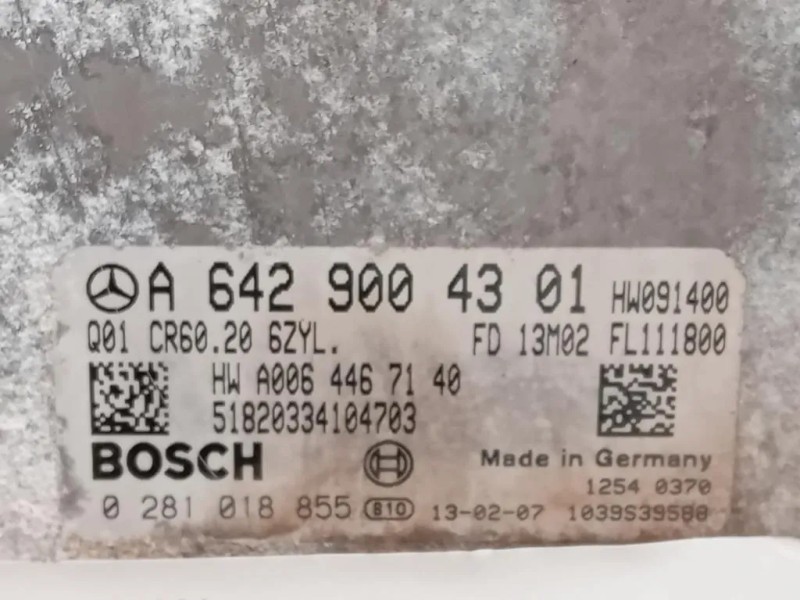 A 642 900 43 01 HW091400
Q01 CR60.20 6ZYL. FD 13M02 FL111800
HW A006 446 71 40
51820334104703
BOSCH Made in Germany
1254 0370
0 281 018 855 B10 13-02-07 1039S39588